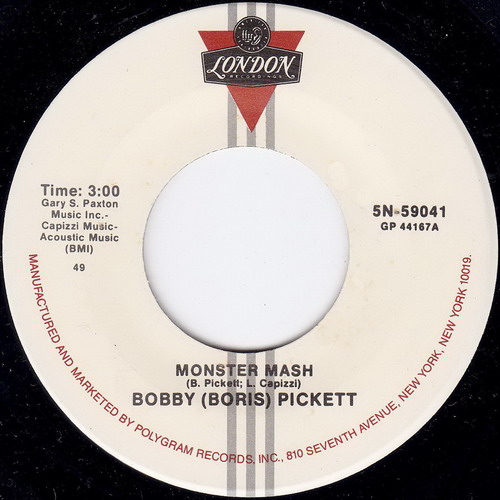 LONDON
RECORDINGS
Time: 3:00
Gary S. Paxton
Music Inc.-
Capizzi Music-
Acoustic Music
(BMI)
49
5N-59041
GP 44167A
MONSTER MASH
(B. Pickett; L. Capizzi)
BOBBY (BORIS) PICKETT
MANUFACTURED AND MARKETED BY POLYGRAM RECORDS, INC., 810 SEVENTH AVENUE, NEW YORK, NEW YORK 10019.